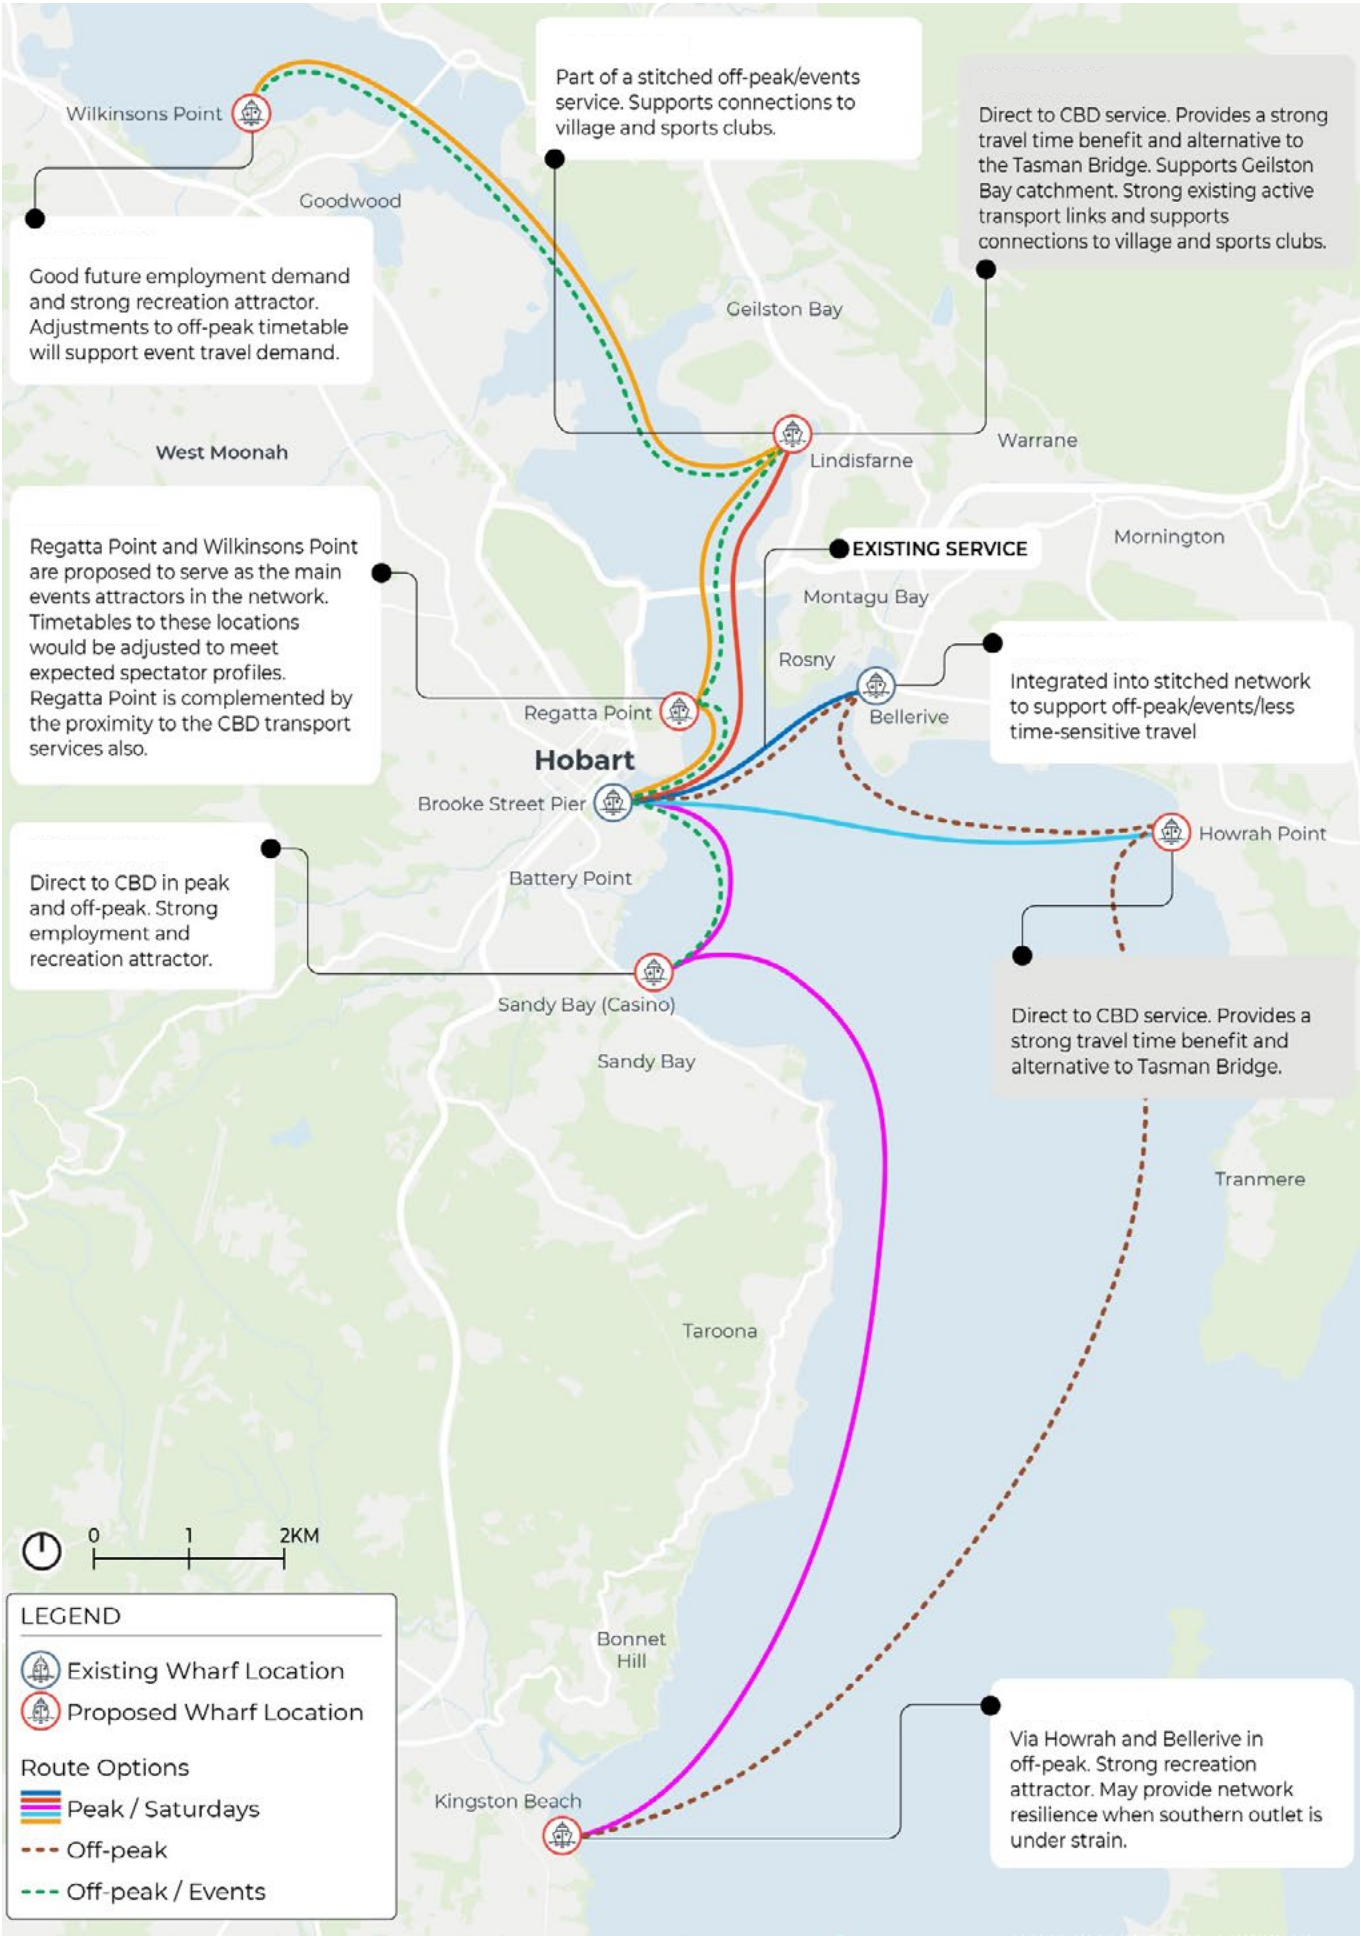 Part of a stitched off-peak/events
service. Supports connections to
village and sports clubs.
Direct to CBD service. Provides a strong
travel time benefit and alternative to
the Tasman Bridge. Supports Geilston
Bay catchment. Strong existing active
transport links and supports
connections to village and sports clubs.
Wilkinsons Point
Goodwood
Good future employment demand
and strong recreation attractor.
Adjustments to off-peak timetable
will support event travel demand.
Geilston Bay
West Moonah
Warrane
Lindisfarne
Mornington
EXISTING SERVICE
Regatta Point and Wilkinsons Point
are proposed to serve as the main
events attractors in the network.
Timetables to these locations
would be adjusted to meet
expected spectator profiles.
Regatta Point is complemented by
the proximity to the CBD transport
services also.
Montagu Bay
Rosny
Bellerive
Integrated into stitched network
to support off-peak/events/less
time-sensitive travel
Regatta Point
Hobart
Brooke Street Pier
Howrah Point
Battery Point
Direct to CBD in peak
and off-peak. Strong
employment and
recreation attractor.
Sandy Bay (Casino)
Sandy Bay
Direct to CBD service. Provides a
strong travel time benefit and
alternative to Tasman Bridge.
Tranmere
Taroona
0 1 2KM
Bonnet
Hill
Kingston Beach
Via Howrah and Bellerive in
off-peak. Strong recreation
attractor. May provide network
resilience when southern outlet is
under strain.
LEGEND
Existing Wharf Location
Proposed Wharf Location
Route Options
Peak / Saturdays
Off-peak
Off-peak / Events